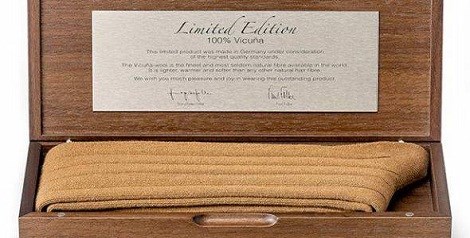 Limited Edition
100% Vicuña
This limited product was made in Germany under consideration
of the highest quality standards.
The Vicuña-wool is the finest and most seldom natural fibre available in the world.
It is lighter, warmer and softer than any other natural hair fibre.
We wish you much pleasure and joy in wearing the outstanding product.